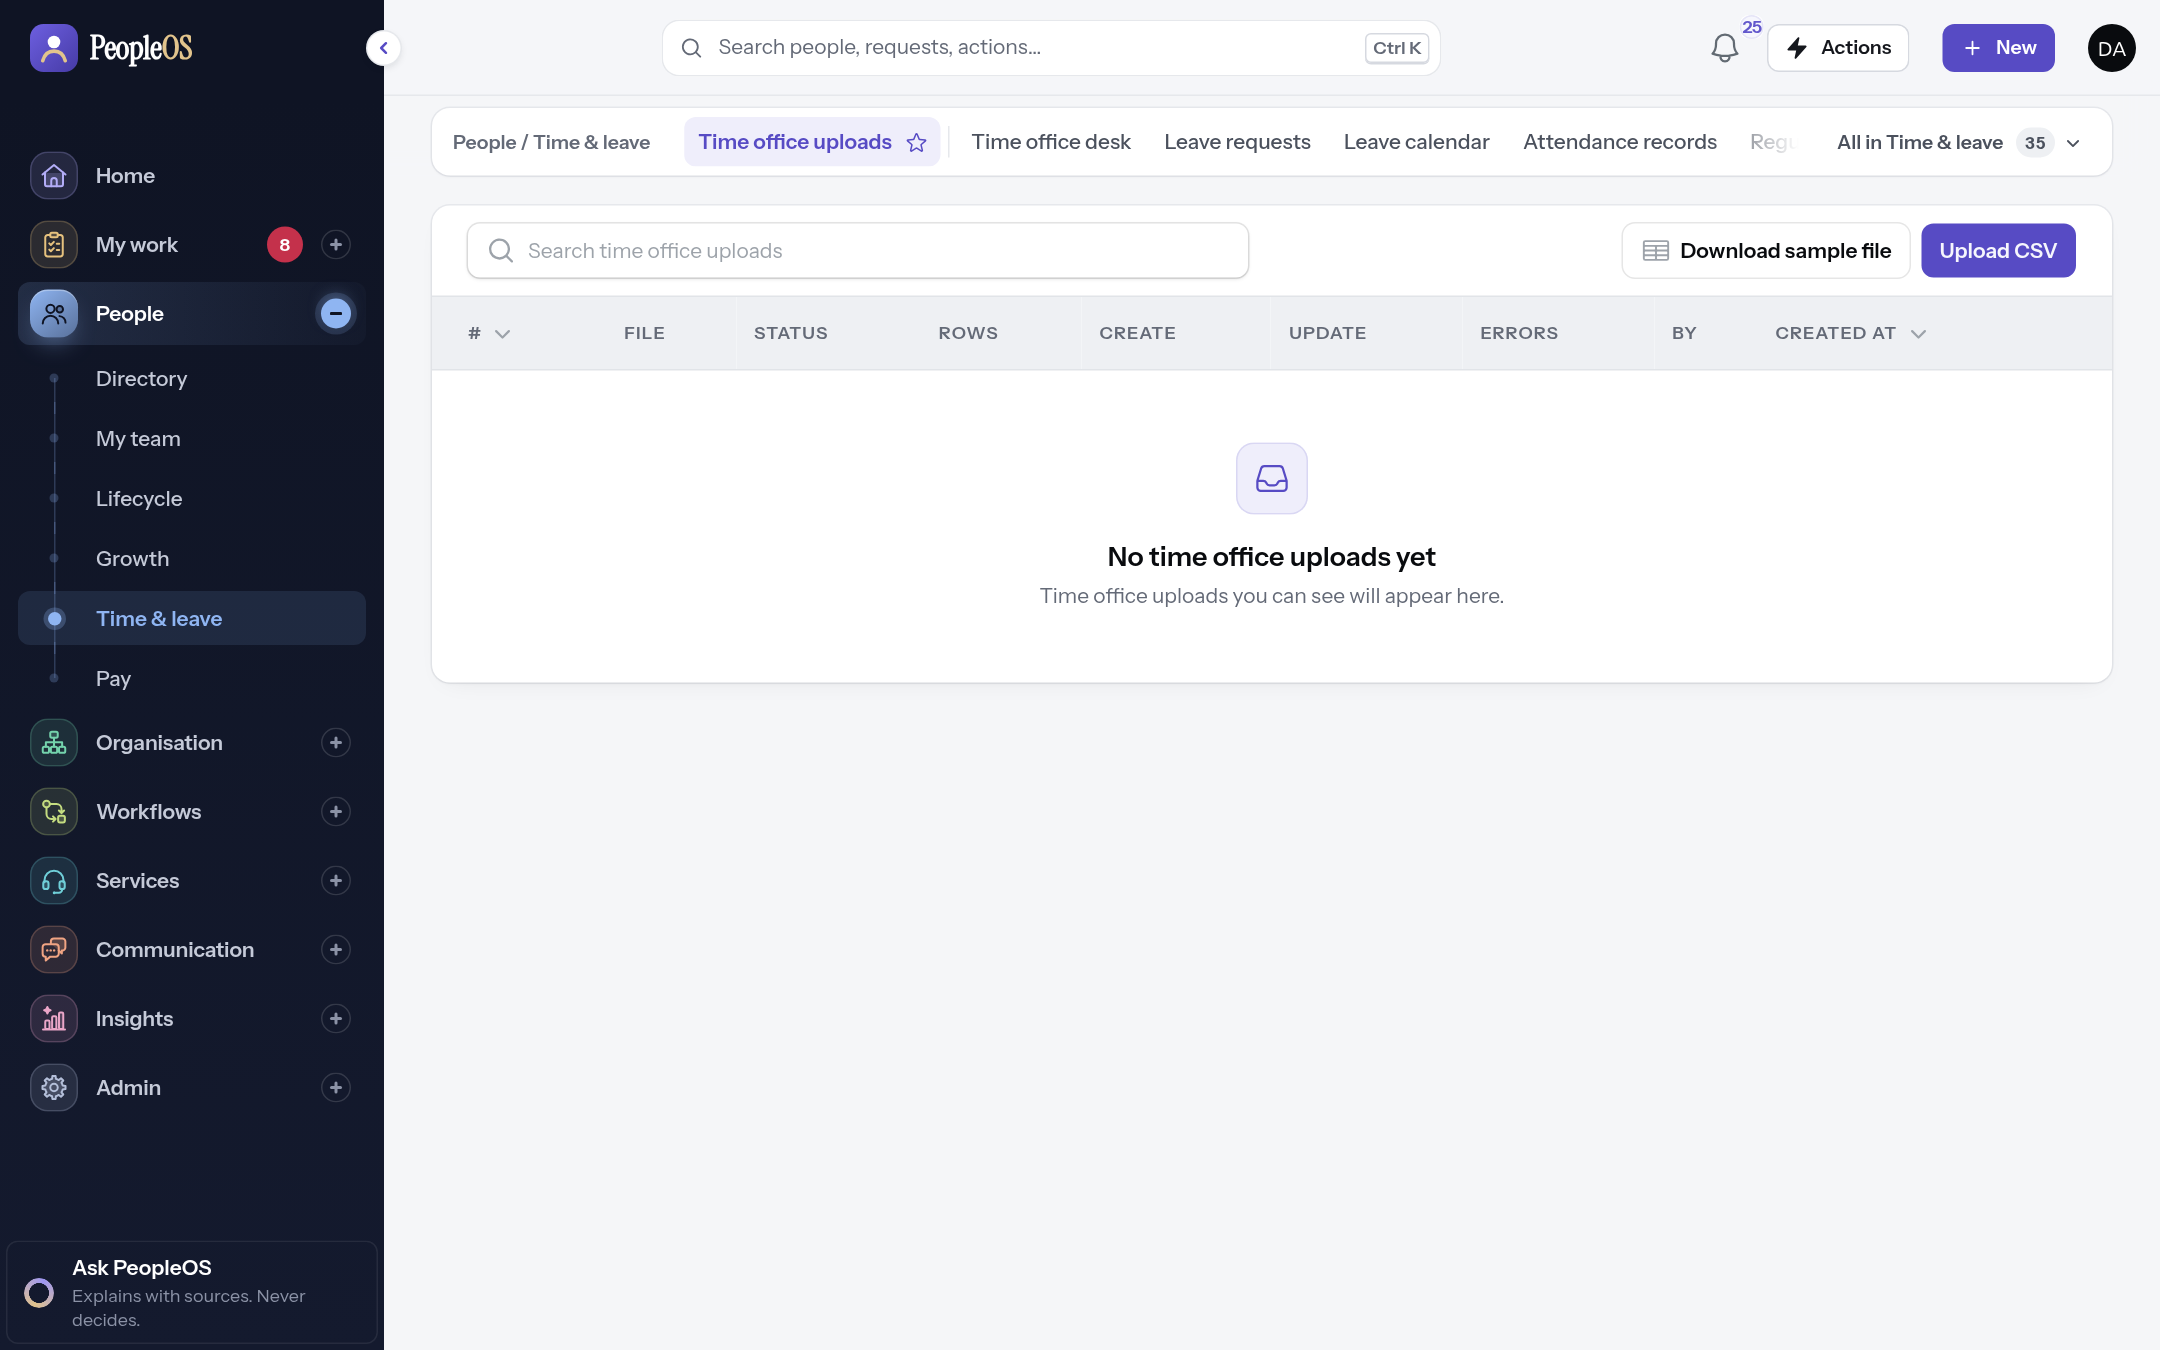 PeopleOS
Search people, requests, actions...
Ctrl K
25
Actions
New
DA
Home
My work
8
People
Directory
My team
Lifecycle
Growth
Time & leave
Pay
Organisation
Workflows
Services
Communication
Insights
Admin
Ask PeopleOS
Explains with sources. Never
decides.
People / Time & leave
Time office uploads
Time office desk
Leave requests
Leave calendar
Attendance records
Regu
All in Time & leave
35
Search time office uploads
Download sample file
Upload CSV
# FILE STATUS ROWS CREATE UPDATE ERRORS BY CREATED AT
No time office uploads yet
Time office uploads you can see will appear here.